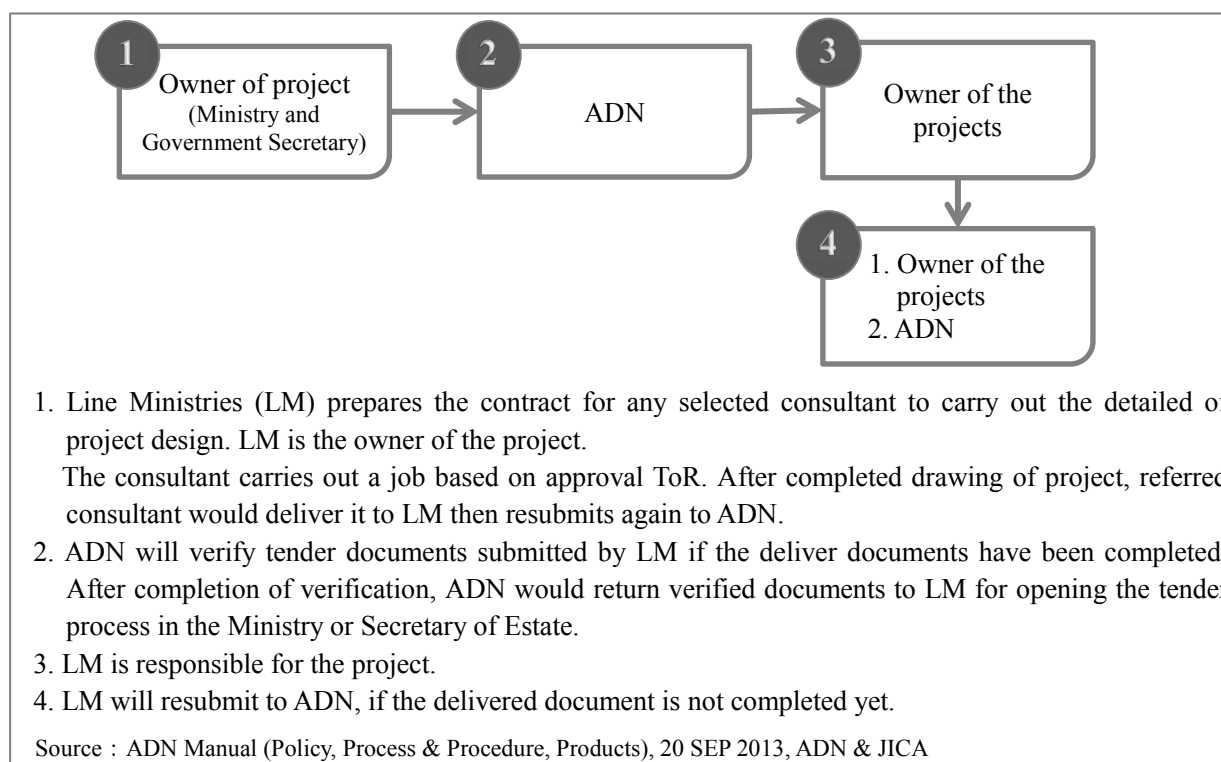 1
Owner of project
(Ministry and
Government Secretary)
2
ADN
3
Owner of the
projects
4
1. Owner of the
projects
2. ADN
1. Line Ministries (LM) prepares the contract for any selected consultant to carry out the detailed of
project design. LM is the owner of the project.
The consultant carries out a job based on approval ToR. After completed drawing of project, referred
consultant would deliver it to LM then resubmits again to ADN.
2. ADN will verify tender documents submitted by LM if the deliver documents have been completed
After completion of verification, ADN would return verified documents to LM for opening the tender
process in the Ministry or Secretary of Estate.
3. LM is responsible for the project.
4. LM will resubmit to ADN, if the delivered document is not completed yet.
Source : ADN Manual (Policy, Process & Procedure, Products), 20 SEP 2013, ADN & JICA